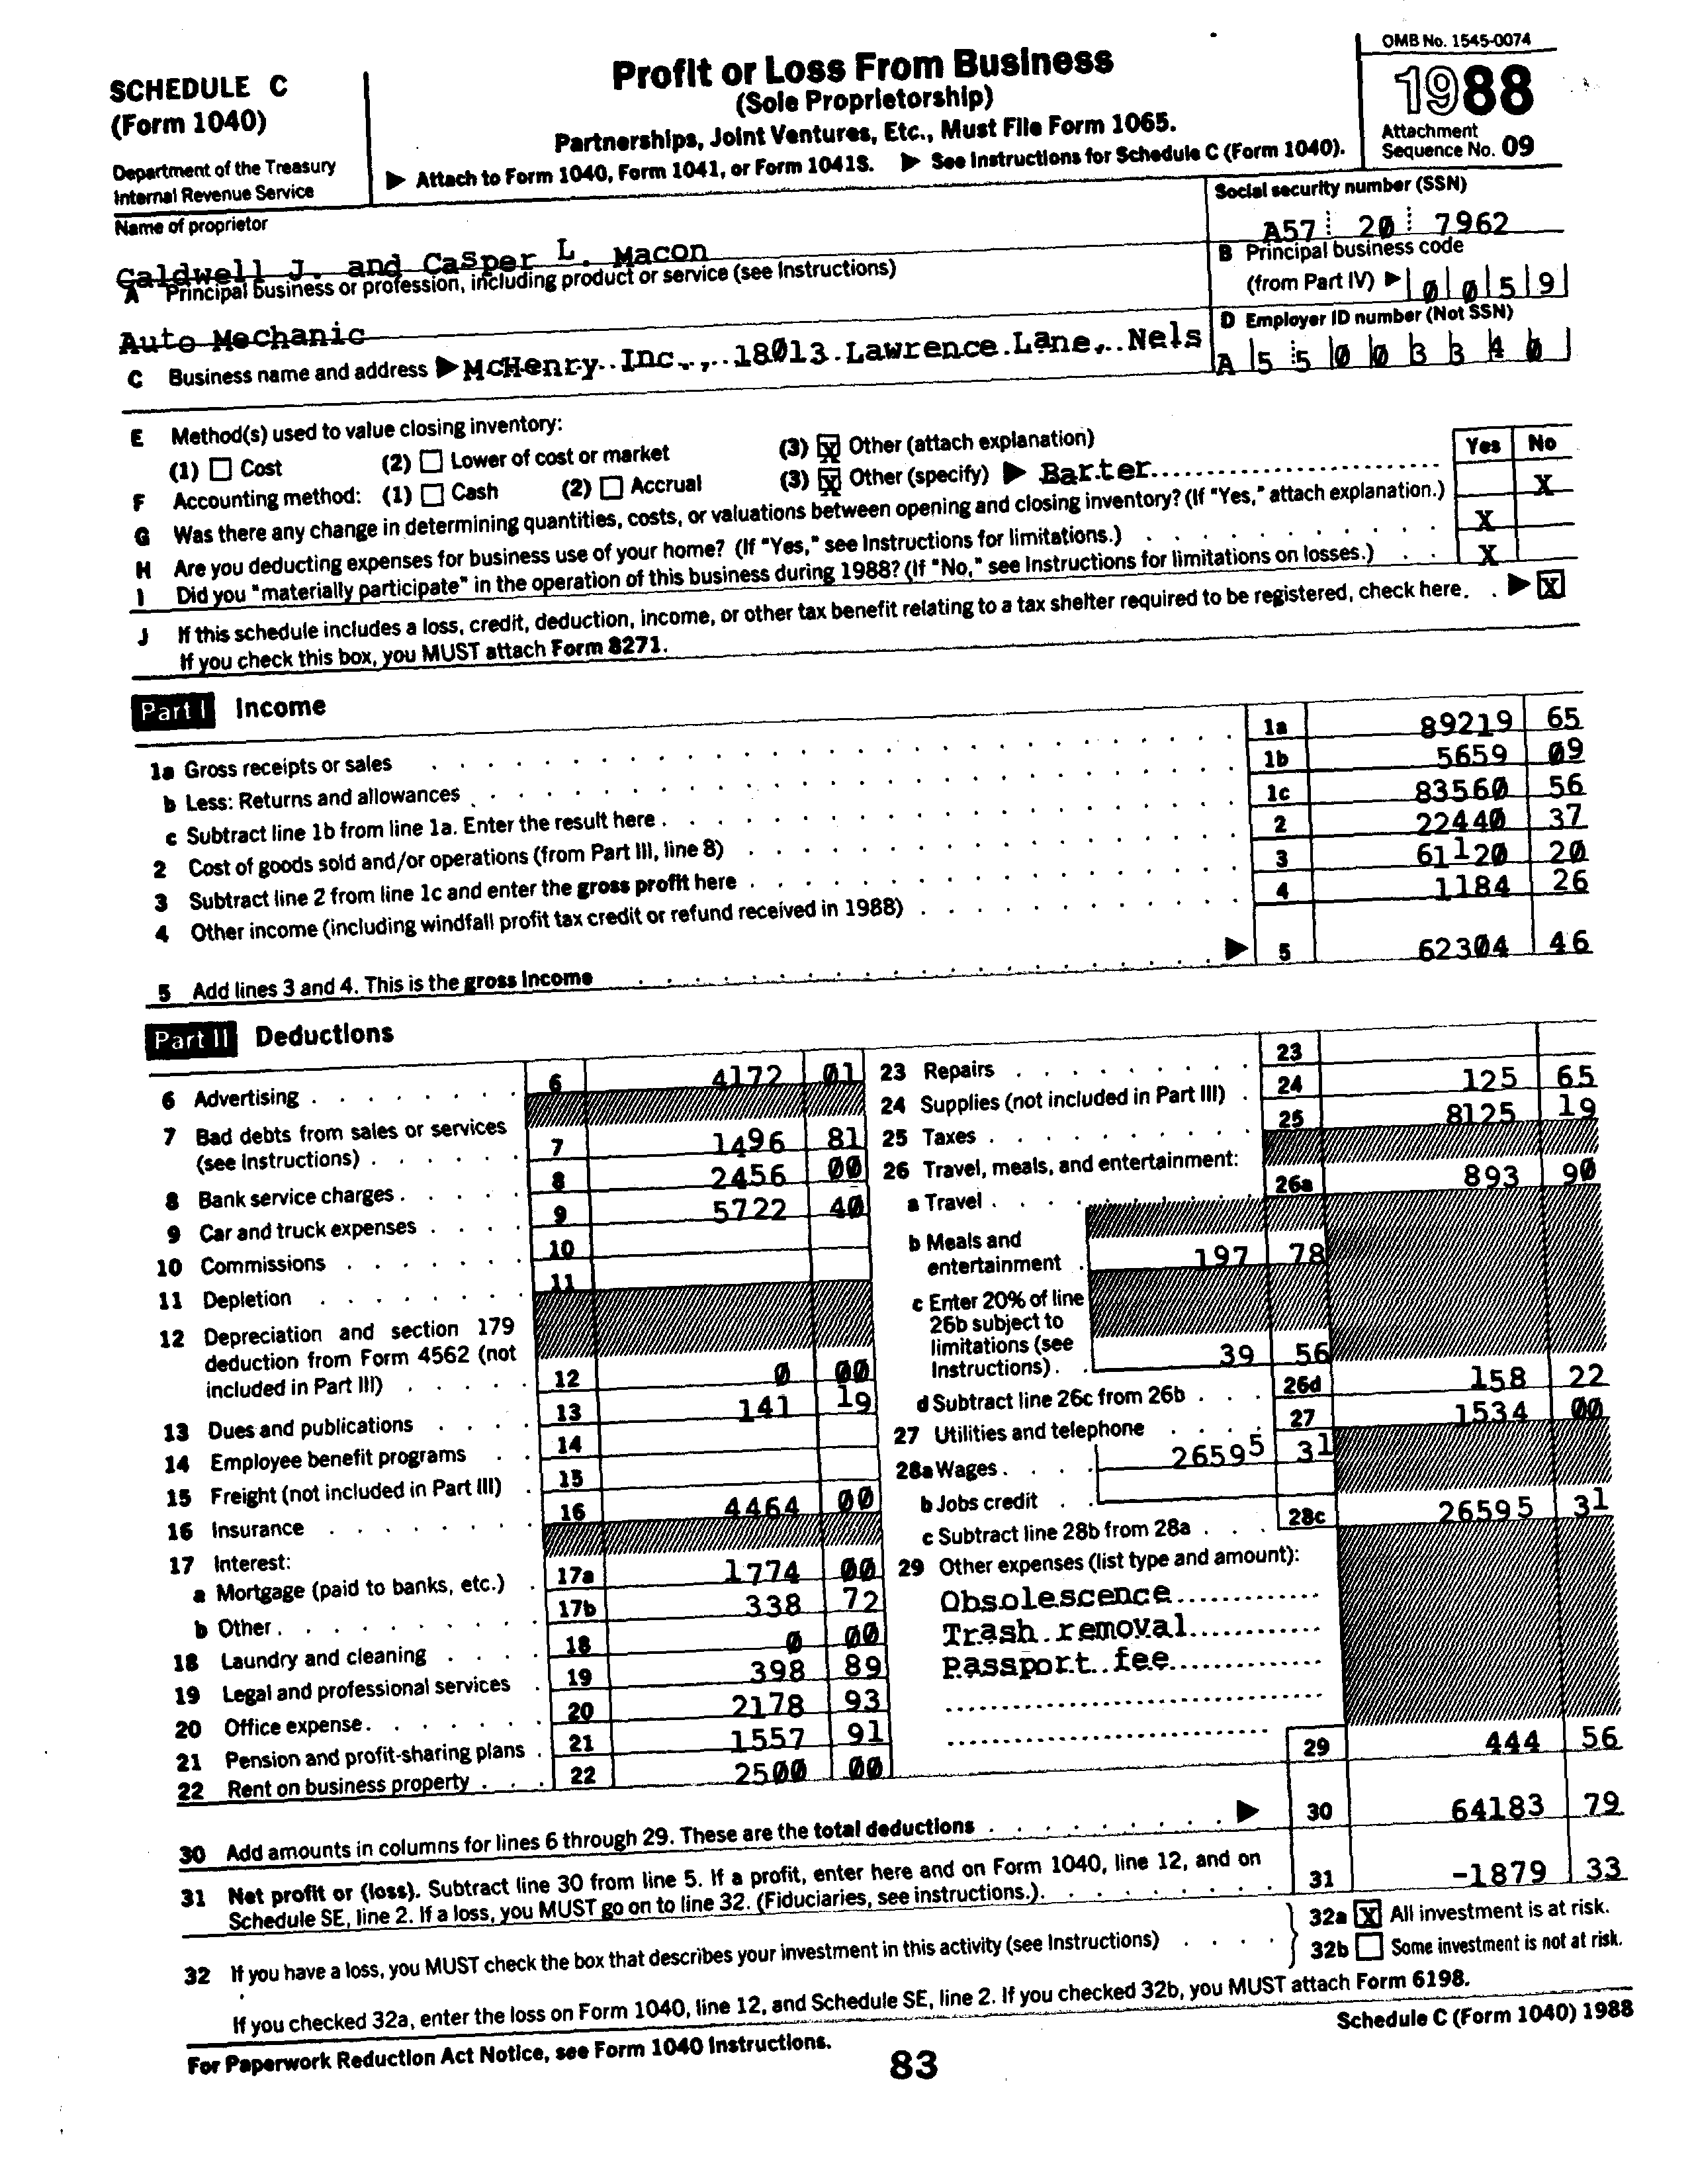 SCHEDULE C
(Form 1040)
Department of the Treasury
Internal Revenue Service
Profit or Loss From Business
(Sole Proprietorship)
Partnerships, Joint Ventures, Etc., Must File Form 1065.
▶ Attach to Form 1040, Form 1041, or Form 1041S. ▶ See Instructions for Schedule C (Form 1040).
OMB No. 1545-0074
1988
Attachment
Sequence No. 09
Name of proprietor
Caldwell J. and Casper L. Macon
Social security number (SSN)
A57 20 7962
A Principal business or profession, including product or service (see Instructions)
Auto Mechanic
B Principal business code
(from Part IV) ▶ 0 0 5 9
C Business name and address ▶ McHenry Inc., 18013 Lawrence Lane, Nels
D Employer ID number (Not SSN)
A 5 5 0 0 3 3 4 0
E Method(s) used to value closing inventory:
(1) Cost (2) Lower of cost or market (3) X Other (attach explanation)
F Accounting method: (1) Cash (2) Accrual (3) X Other (specify) ▶ Barter
Yes No
G Was there any change in determining quantities, costs, or valuations between opening and closing inventory? (If "Yes," attach explanation.) X
H Are you deducting expenses for business use of your home? (If "Yes," see Instructions for limitations.) X
I Did you "materially participate" in the operation of this business during 1988? (If "No," see Instructions for limitations on losses.) X
J If this schedule includes a loss, credit, deduction, income, or other tax benefit relating to a tax shelter required to be registered, check here. ▶ X
If you check this box, you MUST attach Form 8271.
Part I Income
1a Gross receipts or sales 1a 89219 65
b Less: Returns and allowances 1b 5659 09
c Subtract line 1b from line 1a. Enter the result here 1c 83560 56
2 Cost of goods sold and/or operations (from Part III, line 8) 2 22440 37
3 Subtract line 2 from line 1c and enter the gross profit here 3 61120 20
4 Other income (including windfall profit tax credit or refund received in 1988) 4 1184 26
5 Add lines 3 and 4. This is the gross income ▶ 5 62304 46
Part II Deductions
6 Advertising 6 4172 01
7 Bad debts from sales or services
(see Instructions) 7 1496 81
8 Bank service charges 8 2456 00
9 Car and truck expenses 9 5722 40
10 Commissions 10
11 Depletion 11
12 Depreciation and section 179
deduction from Form 4562 (not
included in Part III) 12 0 00
13 Dues and publications 13 141 19
14 Employee benefit programs 14
15 Freight (not included in Part III) 15
16 Insurance 16 4464 00
17 Interest:
a Mortgage (paid to banks, etc.) 17a 1774 00
b Other 17b 338 72
18 Laundry and cleaning 18 0 00
19 Legal and professional services 19 398 89
20 Office expense 20 2178 93
21 Pension and profit-sharing plans 21 1557 91
22 Rent on business property 22 2500 00
23 Repairs 23
24 Supplies (not included in Part III) 24 125 65
25 Taxes 25 8125 19
26 Travel, meals, and entertainment:
a Travel 26a 893 90
b Meals and
entertainment 197 78
c Enter 20% of line
26b subject to
limitations (see
Instructions) 39 56
d Subtract line 26c from 26b 26d 158 22
27 Utilities and telephone 27 1534 00
28a Wages 26595 31
b Jobs credit
c Subtract line 28b from 28a 28c 26595 31
29 Other expenses (list type and amount):
Obsolescence
Trash removal
Passport fee
29 444 56
30 Add amounts in columns for lines 6 through 29. These are the total deductions ▶ 30 64183 79
31 Net profit or (loss). Subtract line 30 from line 5. If a profit, enter here and on Form 1040, line 12, and on
Schedule SE, line 2. If a loss, you MUST go on to line 32. (Fiduciaries, see instructions.) 31 -1879 33
32 If you have a loss, you MUST check the box that describes your investment in this activity (see Instructions)
32a X All investment is at risk.
32b Some investment is not at risk.
If you checked 32a, enter the loss on Form 1040, line 12, and Schedule SE, line 2. If you checked 32b, you MUST attach Form 6198.
For Paperwork Reduction Act Notice, see Form 1040 Instructions.
Schedule C (Form 1040) 1988
83